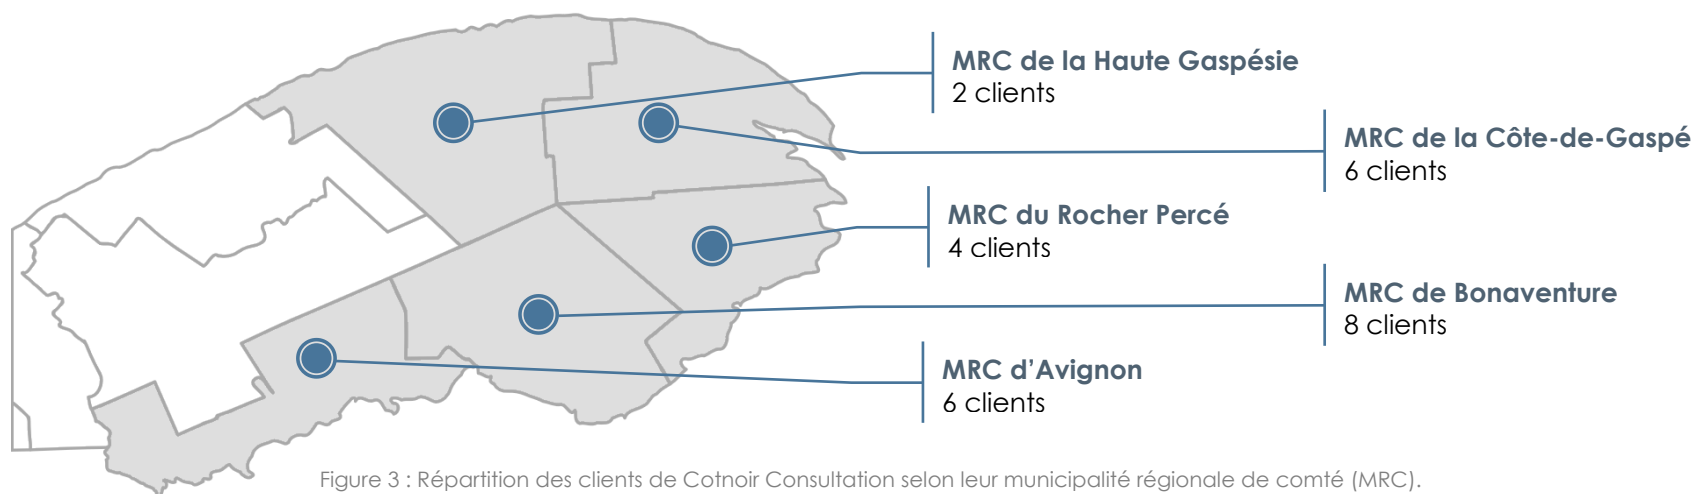 MRC de la Haute Gaspésie
2 clients
MRC de la Côte-de-Gaspé
6 clients
MRC du Rocher Percé
4 clients
MRC de Bonaventure
8 clients
MRC d’Avignon
6 clients
Figure 3 : Répartition des clients de Cotnoir Consultation selon leur municipalité régionale de comté (MRC).